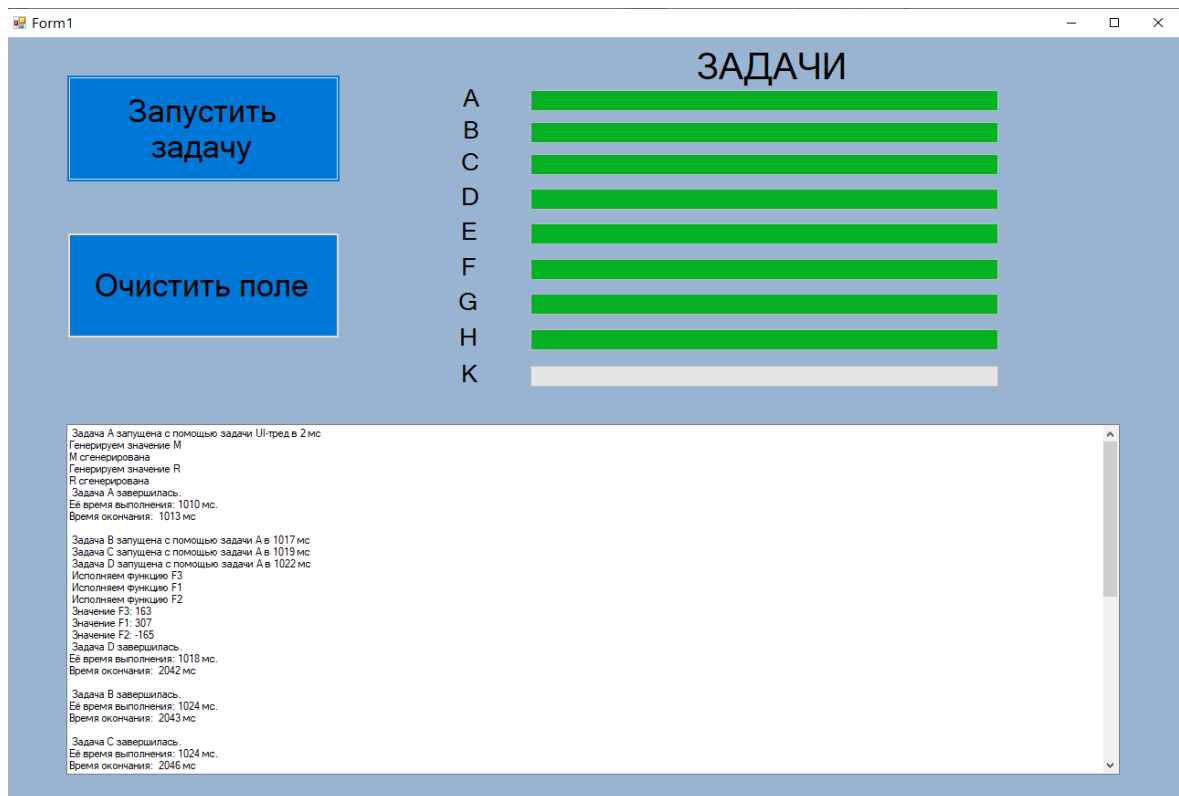 Form1
ЗАДАЧИ
Запустить
задачу
Очистить поле
A
B
C
D
E
F
G
H
K
Задача A запущена с помощью задачи UI-тред в 2 мс
Генерируем значение M
M сгенерирована
Генерируем значение R
R сгенерирована
Задача A завершилась.
Её время выполнения: 1010 мс.
Время окончания: 1013 мс
Задача B запущена с помощью задачи A в 1017 мс
Задача C запущена с помощью задачи A в 1019 мс
Задача D запущена с помощью задачи A в 1022 мс
Исполняем функцию F3
Исполняем функцию F1
Исполняем функцию F2
Значение F3: 163
Значение F1: 307
Значение F2: -165
Задача D завершилась.
Её время выполнения: 1018 мс.
Время окончания: 2042 мс
Задача B завершилась.
Её время выполнения: 1024 мс.
Время окончания: 2043 мс
Задача C завершилась.
Её время выполнения: 1024 мс.
Время окончания: 2046 мс